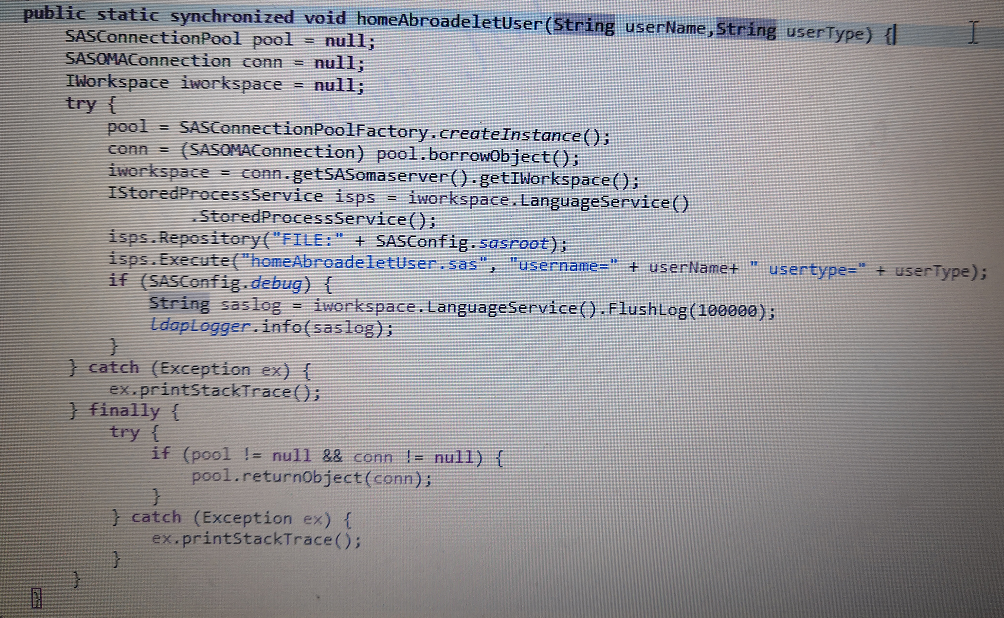 public static synchronized void homeAbroadeletUser(String userName,String userType) {
SASConnectionPool pool = null;
SASOMAConnection conn = null;
IWorkspace iworkspace = null;
try {
pool = SASConnectionPoolFactory.createInstance();
conn = (SASOMAConnection) pool.borrowObject();
iworkspace = conn.getSASomaserver().getIWorkspace();
IStoredProcessService isps = iworkspace.LanguageService()
.StoredProcessService();
isps.Repository("FILE:" + SASConfig.sasroot);
isps.Execute("homeAbroadeletUser.sas", "username=" + userName+ " usertype=" + userType);
if (SASConfig.debug) {
String saslog = iworkspace.LanguageService().FlushLog(100000);
ldapLogger.info(saslog);
}
} catch (Exception ex) {
ex.printStackTrace();
} finally {
try {
if (pool != null && conn != null) {
pool.returnObject(conn);
}
} catch (Exception ex) {
ex.printStackTrace();
}
}
}